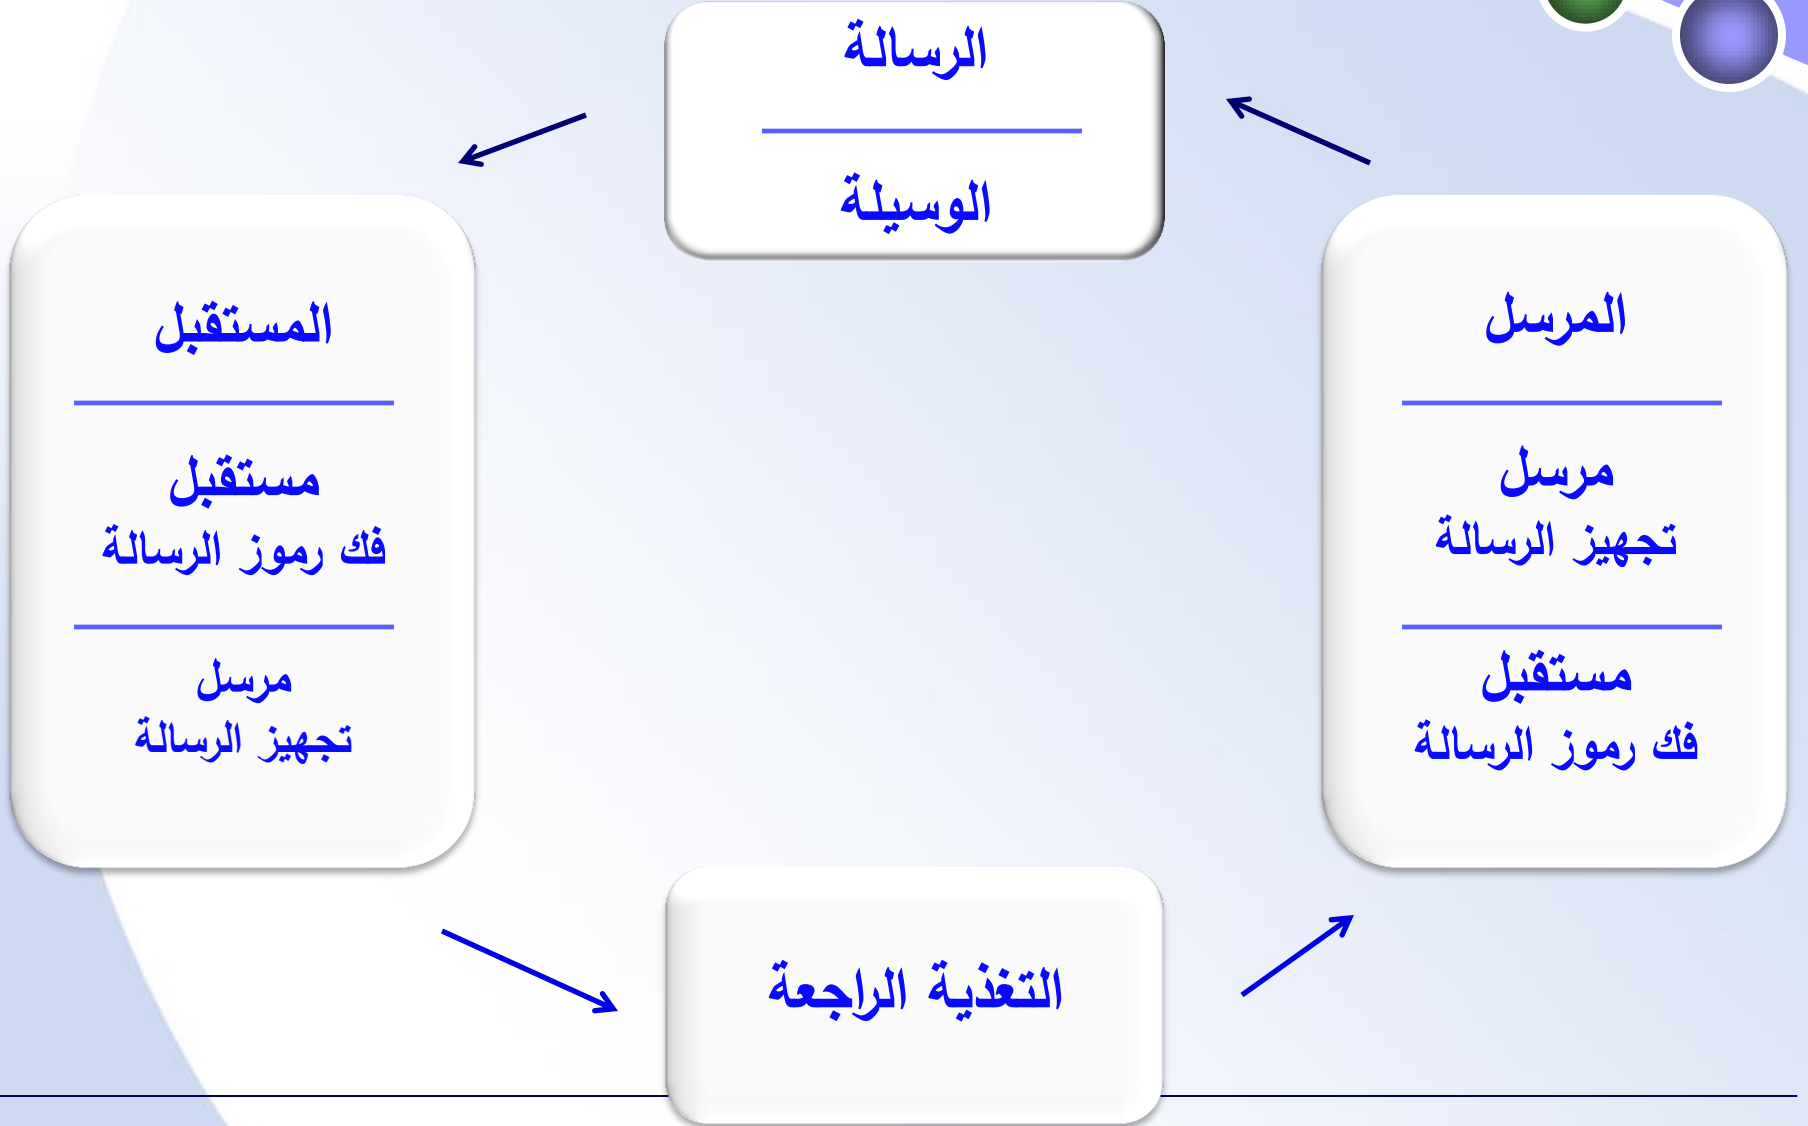 الرسالة
الوسيلة
المرسل
مرسل
تجهيز الرسالة
مستقبل
فك رموز الرسالة
المستقبل
مستقبل
فك رموز الرسالة
مرسل
تجهيز الرسالة
التغذية الراجعة